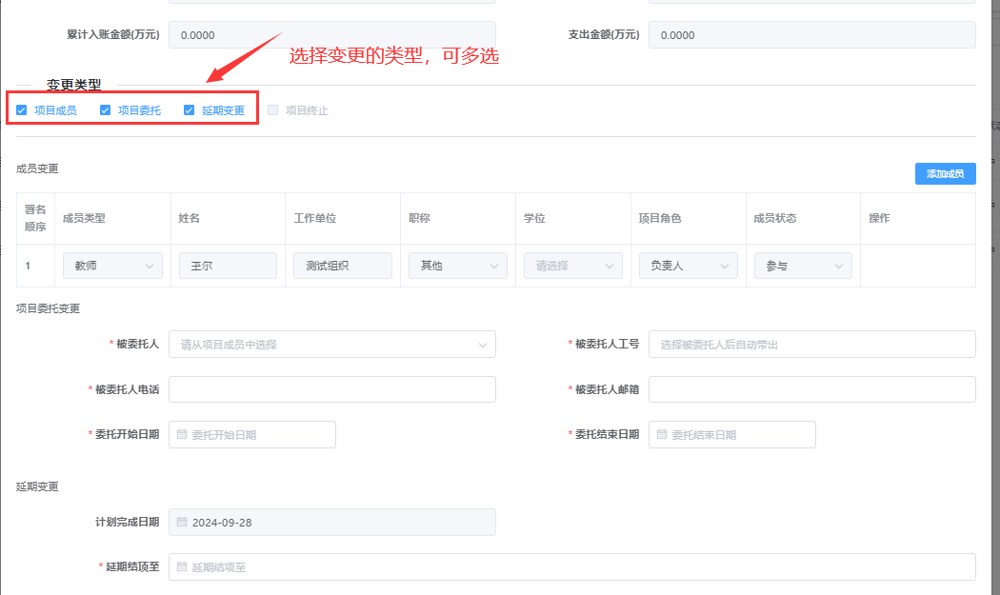 累计入账金额(万元) 0.0000 支出金额(万元) 0.0000
选择变更的类型，可多选
变更类型
项目成员 项目委托 延期变更 项目终止
成员变更 添加成员
署名顺序 成员类型 姓名 工作单位 职称 学位 项目角色 成员状态 操作
1 教师 王尔 测试组织 其他 请选择 负责人 参与
项目委托变更
* 被委托人 请从项目成员中选择 * 被委托人工号 选择被委托人后自动带出
* 被委托人电话 * 被委托人邮箱
* 委托开始日期 委托开始日期 * 委托结束日期 委托结束日期
延期变更
计划完成日期 2024-09-28
* 延期结项至 延期结项至